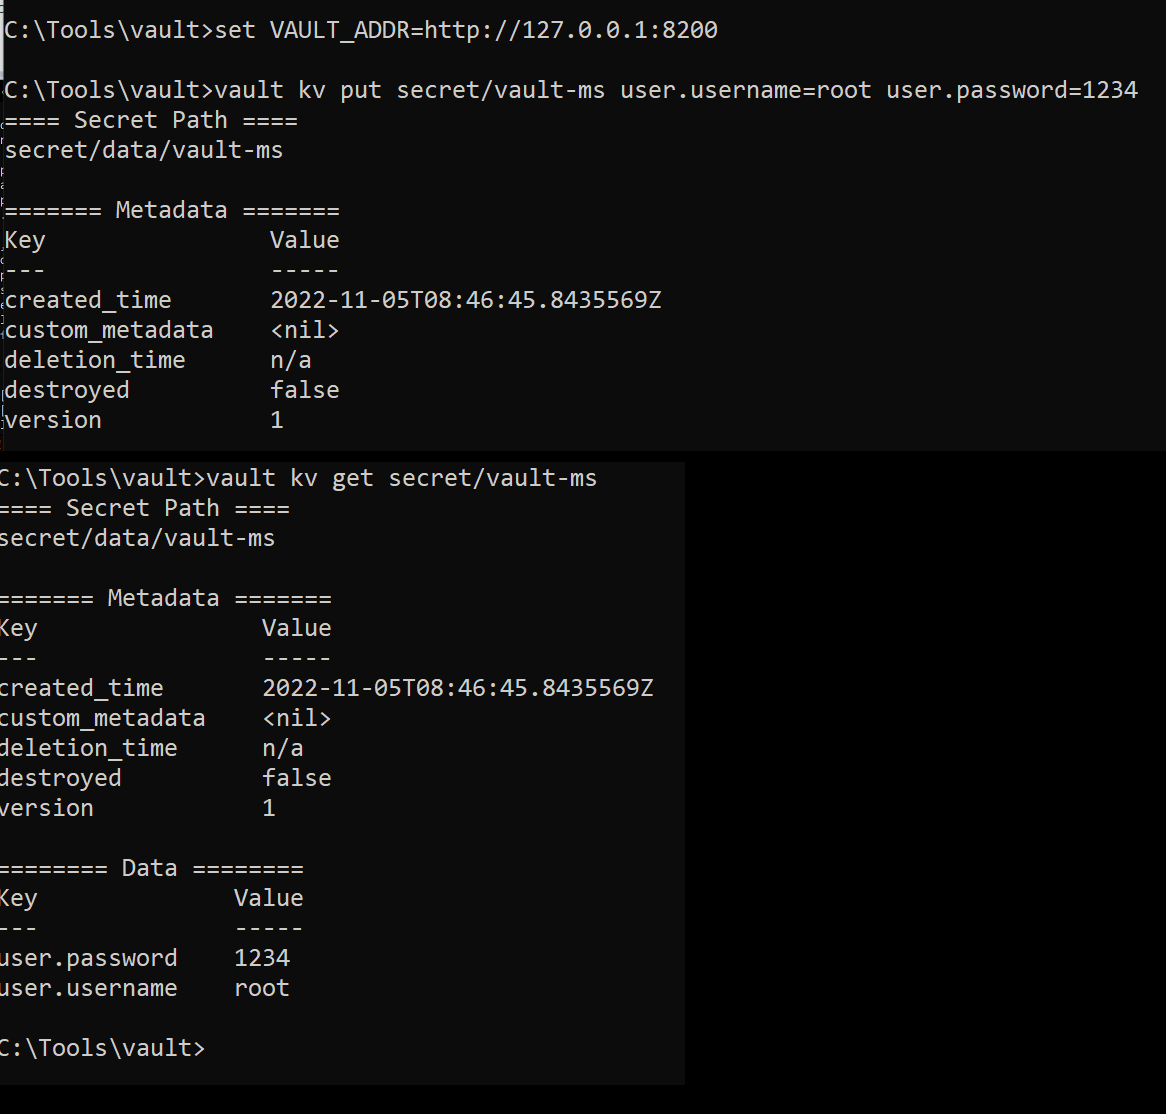 C:\Tools\vault>set VAULT_ADDR=http://127.0.0.1:8200
C:\Tools\vault>vault kv put secret/vault-ms user.username=root user.password=1234
==== Secret Path ====
secret/data/vault-ms
======= Metadata =======
Key                Value
---                -----
created_time       2022-11-05T08:46:45.8435569Z
custom_metadata    <nil>
deletion_time      n/a
destroyed          false
version            1
C:\Tools\vault>vault kv get secret/vault-ms
==== Secret Path ====
secret/data/vault-ms
======= Metadata =======
Key                Value
---                -----
created_time       2022-11-05T08:46:45.8435569Z
custom_metadata    <nil>
deletion_time      n/a
destroyed          false
version            1
======== Data ========
Key              Value
---              -----
user.password    1234
user.username    root
C:\Tools\vault>